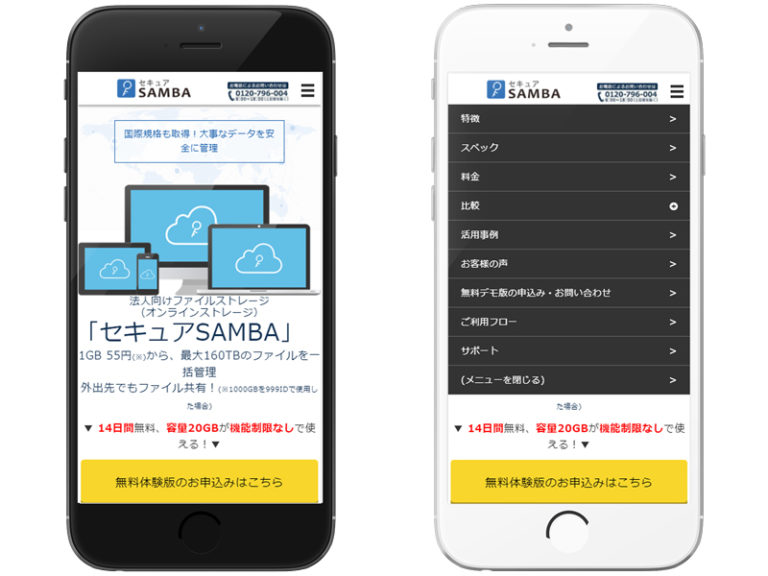 セキュア
SAMBA
お電話によるお問い合わせは
0120-796-004
国際規格も取得！大事なデータを安
全に管理
法人向けファイルストレージ
（オンラインストレージ）
「セキュアSAMBA」
1GB 55円(※)から、最大160TBのファイルを一
括管理
外出先でもファイル共有！(※1000GBを999IDで使用し
た場合)
▼ 14日間無料、容量20GBが機能制限なしで使
える！▼
無料体験版のお申込みはこちら
セキュア
SAMBA
お電話によるお問い合わせは
0120-796-004
特徴 >
スペック >
料金 >
比較
活用事例 >
お客様の声 >
無料デモ版の申込み・お問い合わせ >
ご利用フロー >
サポート >
(メニューを閉じる) >
た場合)
▼ 14日間無料、容量20GBが機能制限なしで使
える！▼
無料体験版のお申込みはこちら